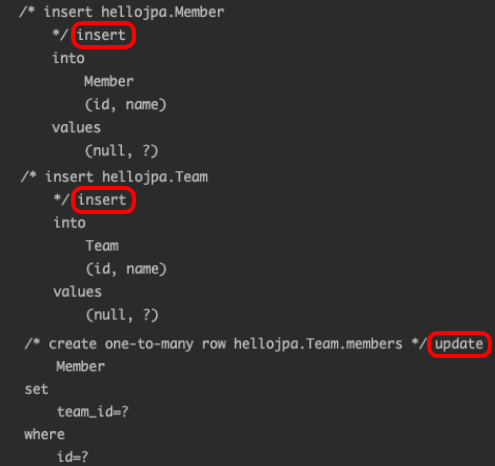 /* insert hellojpa.Member
*/ insert
into
Member
(id, name)
values
(null, ?)
/* insert hellojpa.Team
*/ insert
into
Team
(id, name)
values
(null, ?)
/* create one-to-many row hellojpa.Team.members */ update
Member
set
team_id=?
where
id=?